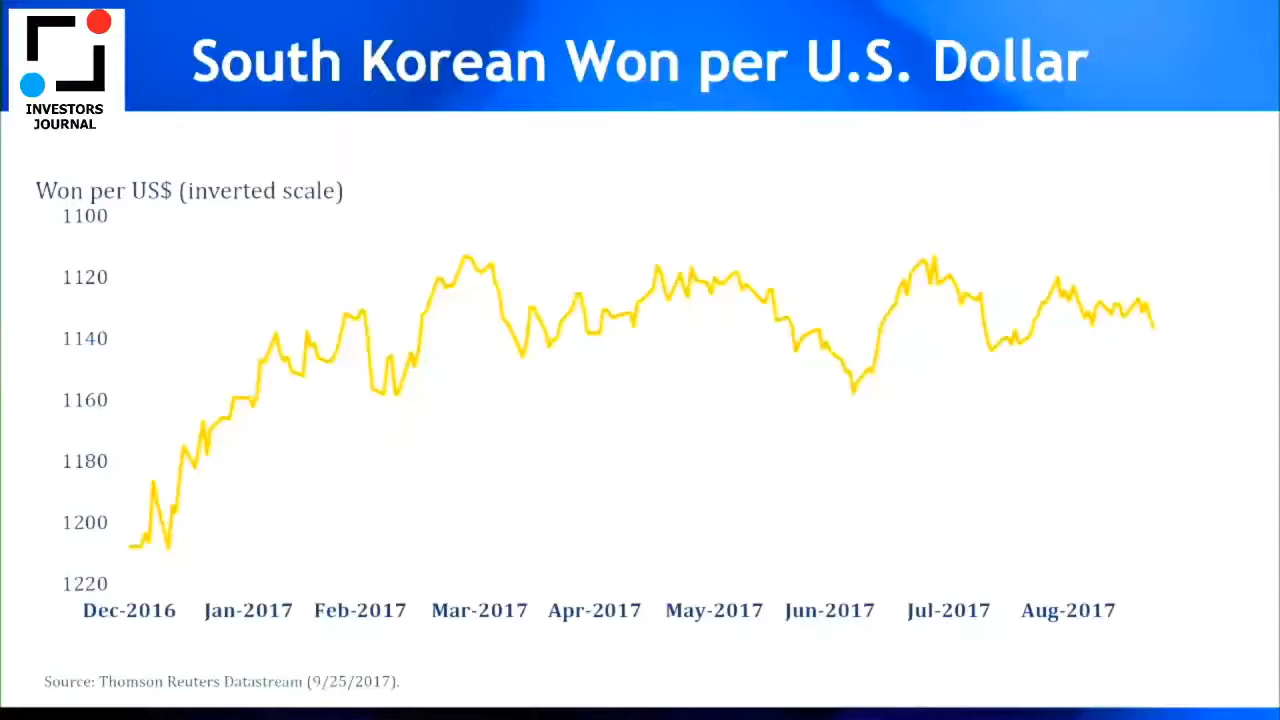 South Korean Won per U.S. Dollar
INVESTORS
JOURNAL
Won per US$ (inverted scale)
1100
1120
1140
1160
1180
1200
1220
Dec-2016 Jan-2017 Feb-2017 Mar-2017 Apr-2017 May-2017 Jun-2017 Jul-2017 Aug-2017
Source: Thomson Reuters Datastream (9/25/2017).